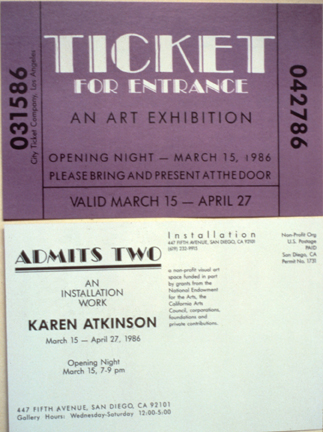 031586
City Ticket Company, Los Angeles
TICKET
FOR ENTRANCE
AN ART EXHIBITION
OPENING NIGHT — MARCH 15, 1986
PLEASE BRING AND PRESENT AT THE DOOR
VALID MARCH 15 — APRIL 27
042786
ADMITS TWO
AN
INSTALLATION
WORK
KAREN ATKINSON
March 15 — April 27, 1986
Opening Night
March 15, 7-9 pm
447 FIFTH AVENUE, SAN DIEGO, CA 92101
Gallery Hours: Wednesday-Saturday 12:00-5:00
Installation
447 FIFTH AVENUE, SAN DIEGO, CA 92101
a non-profit visual art
space funded in part
by grants from the
National Endowment
for the Arts, the
California Arts
Council, corporations,
foundations and
private contributions.
Non-Profit Org
U.S. Postage
PAID
San Diego, CA
Permit No. 1731